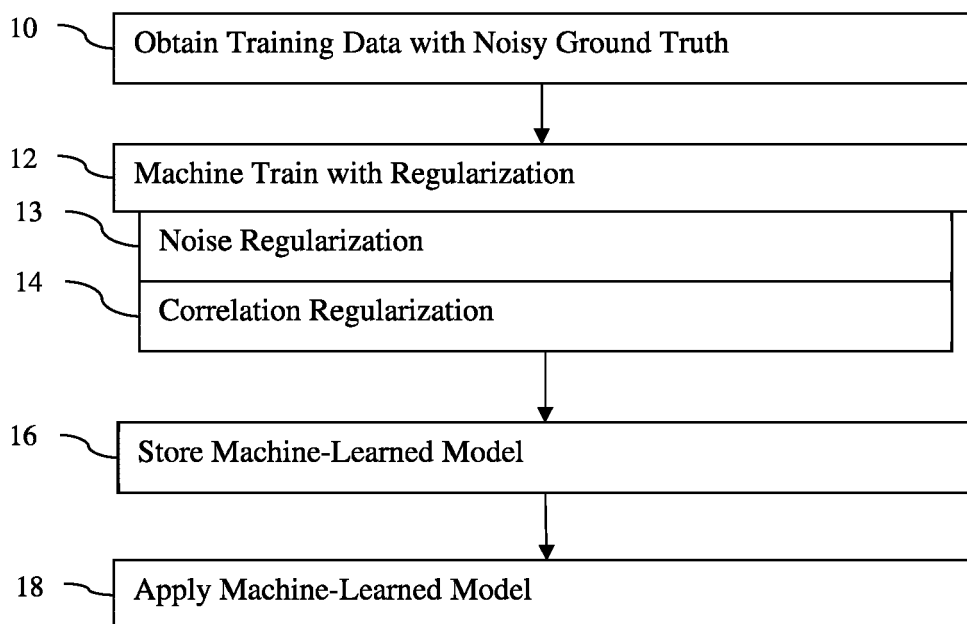 10 Obtain Training Data with Noisy Ground Truth
12 Machine Train with Regularization
13 Noise Regularization
14 Correlation Regularization
16 Store Machine-Learned Model
18 Apply Machine-Learned Model